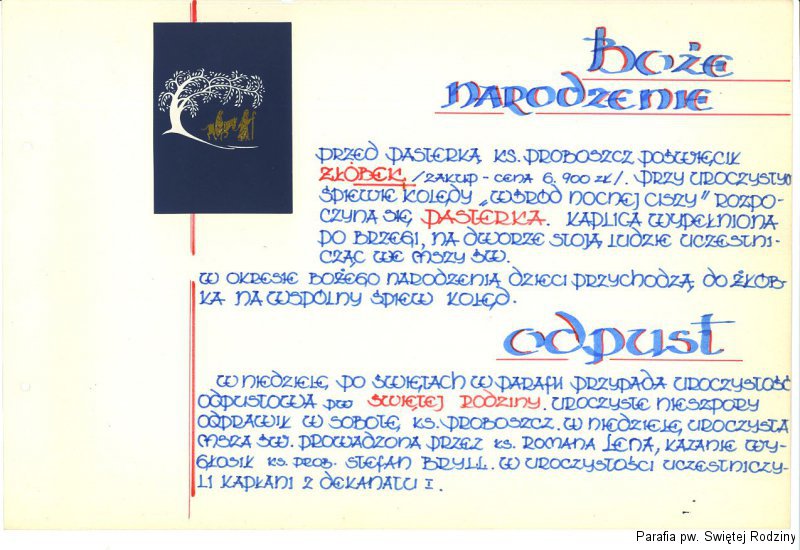 BOŻE
NARODZENIE
PRZED PASTERKĄ KS. PROBOSZCZ POŚWIĘCIŁ
ŻŁÓBEK, /ZAKUP - CENA 6.900 ZŁ/. PRZY UROCZYSTYM
ŚPIEWIE KOLĘDY „WŚRÓD NOCNEJ CISZY" ROZPO-
CZYNA SIĘ PASTERKA. KAPLICA WYPEŁNIONA
PO BRZEGI, NA DWORZE STOJĄ LUDZIE UCZESTNI-
CZĄC WE MSZY ŚW.
W OKRESIE BOŻEGO NARODZENIA DZIECI PRZYCHODZĄ DO ŻŁÓB-
KA NA WSPÓLNY ŚPIEW KOLĘD.
odpust
W NIEDZIELĘ PO ŚWIĘTACH W PARAFII PRZYPADA UROCZYSTOŚĆ
ODPUSTOWA pw ŚWIĘTEJ RODZINY. UROCZYSTE NIESZPORY
ODPRAWIŁ W SOBOTĘ KS. PROBOSZCZ. W NIEDZIELĘ, UROCZYSTA
MSZA ŚW. PROWADZONA PRZEZ KS. ROMANA LENA, KAZANIE WY-
GŁOSIŁ KS. PROB. STEFAN BRYLL. W UROCZYSTOŚCI UCZESTNICZY-
LI KAPŁANI Z DEKANATU I.
Parafia pw. Swiętej Rodziny